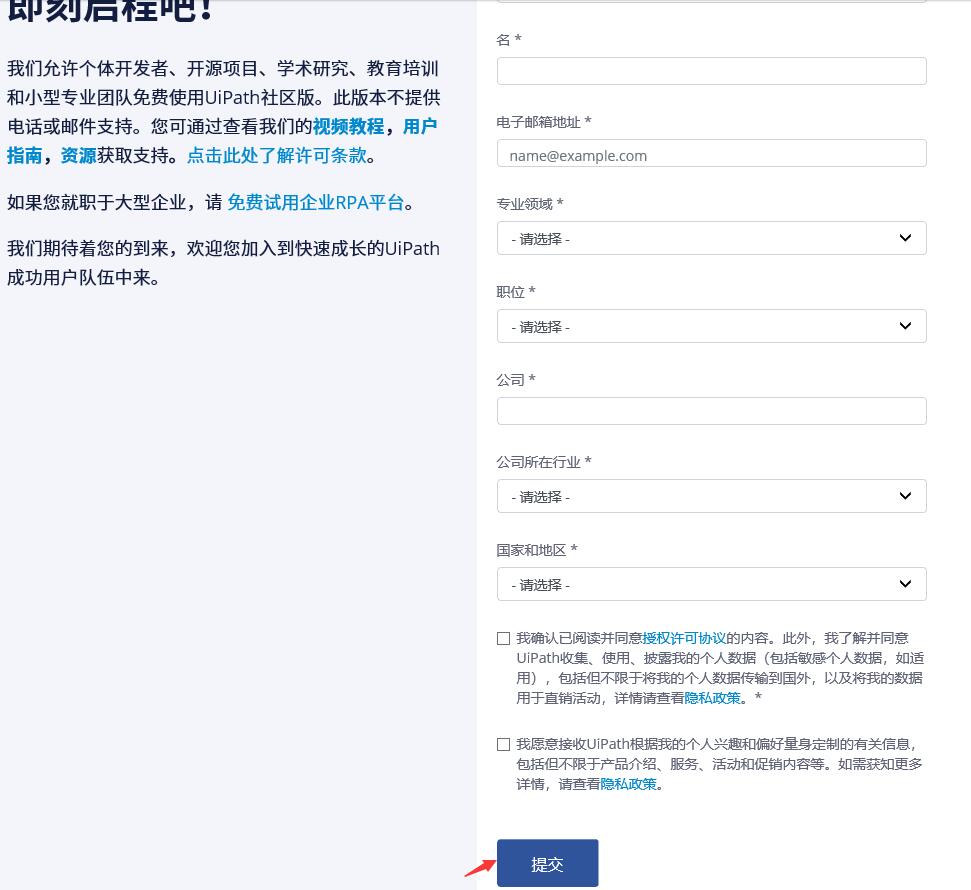 即刻启程吧！
我们允许个体开发者、开源项目、学术研究、教育培训
和小型专业团队免费使用UiPath社区版。此版本不提供
电话或邮件支持。您可通过查看我们的视频教程，用户
指南，资源获取支持。点击此处了解许可条款。
如果您就职于大型企业，请 免费试用企业RPA平台。
我们期待着您的到来，欢迎您加入到快速成长的UiPath
成功用户队伍中来。
名 *
电子邮箱地址 *
name@example.com
专业领域 *
- 请选择 -
职位 *
- 请选择 -
公司 *
公司所在行业 *
- 请选择 -
国家和地区 *
- 请选择 -
我确认已阅读并同意授权许可协议的内容。此外，我了解并同意
UiPath收集、使用、披露我的个人数据（包括敏感个人数据，如适
用），包括但不限于将我的个人数据传输到国外，以及将我的数据
用于直销活动，详情请查看隐私政策。*
我愿意接收UiPath根据我的个人兴趣和偏好量身定制的有关信息，
包括但不限于产品介绍、服务、活动和促销内容等。如需获知更多
详情，请查看隐私政策。
提交